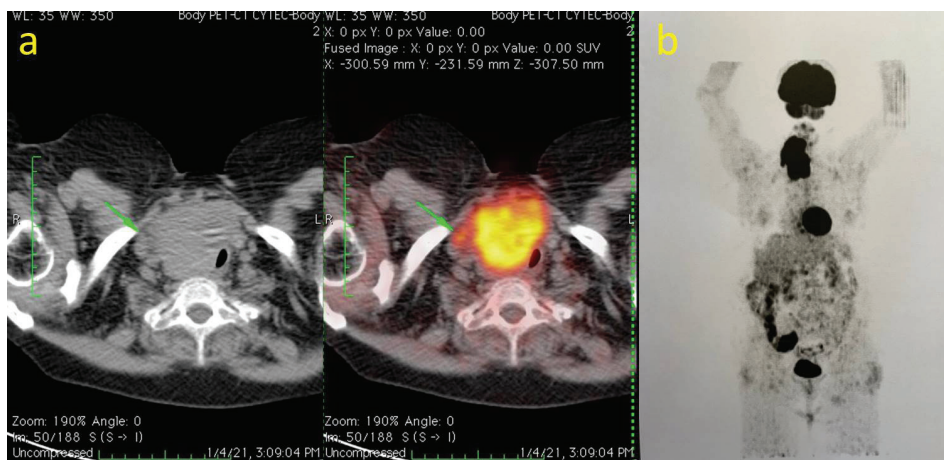 WL: 35 WW: 350
Body PET-CT CYTEC-Body
2
WL: 35 WW: 350
Body PET-CT CYTEC-Body
X: 0 px Y: 0 px Value: 0.00
2
Fused Image : X: 0 px Y: 0 px Value: 0.00 SUV
X: -300.59 mm Y: -231.59 mm Z: -307.50 mm
a
b
R
L
R
L
Zoom: 190% Angle: 0
Im: 50/188 S (S -> I)
Uncompressed
1/4/21, 3:09:04 PM
Zoom: 190% Angle: 0
Im: 50/188 S (S -> I)
Uncompressed
1/4/21, 3:09:04 PM